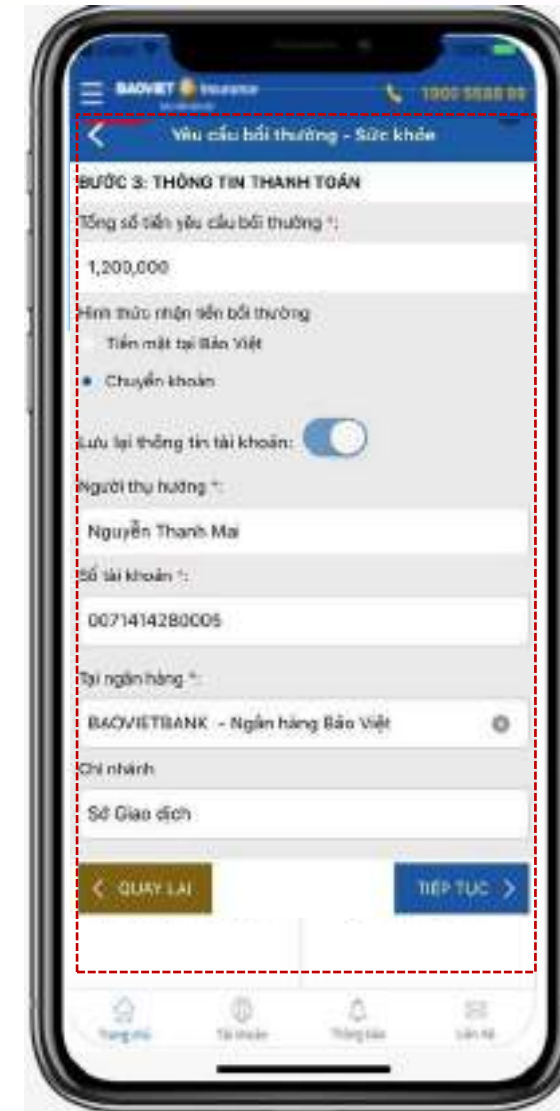 BAOVIET Insurance
1900 5588 99
Yêu cầu bồi thường - Sức khỏe
BƯỚC 3: THÔNG TIN THANH TOÁN
Tổng số tiền yêu cầu bồi thường *:
1,200,000
Hình thức nhận tiền bồi thường
Tiền mặt tại Bảo Việt
Chuyển khoản
Lưu lại thông tin tài khoản:
Người thụ hưởng *:
Nguyễn Thanh Mai
Số tài khoản *:
0071414280005
Tại ngân hàng *:
BAOVIETBANK - Ngân hàng Bảo Việt
Chi nhánh
Sở Giao dịch
QUAY LẠI
TIẾP TỤC
Trang chủ
Tài khoản
Thông báo
Liên hệ